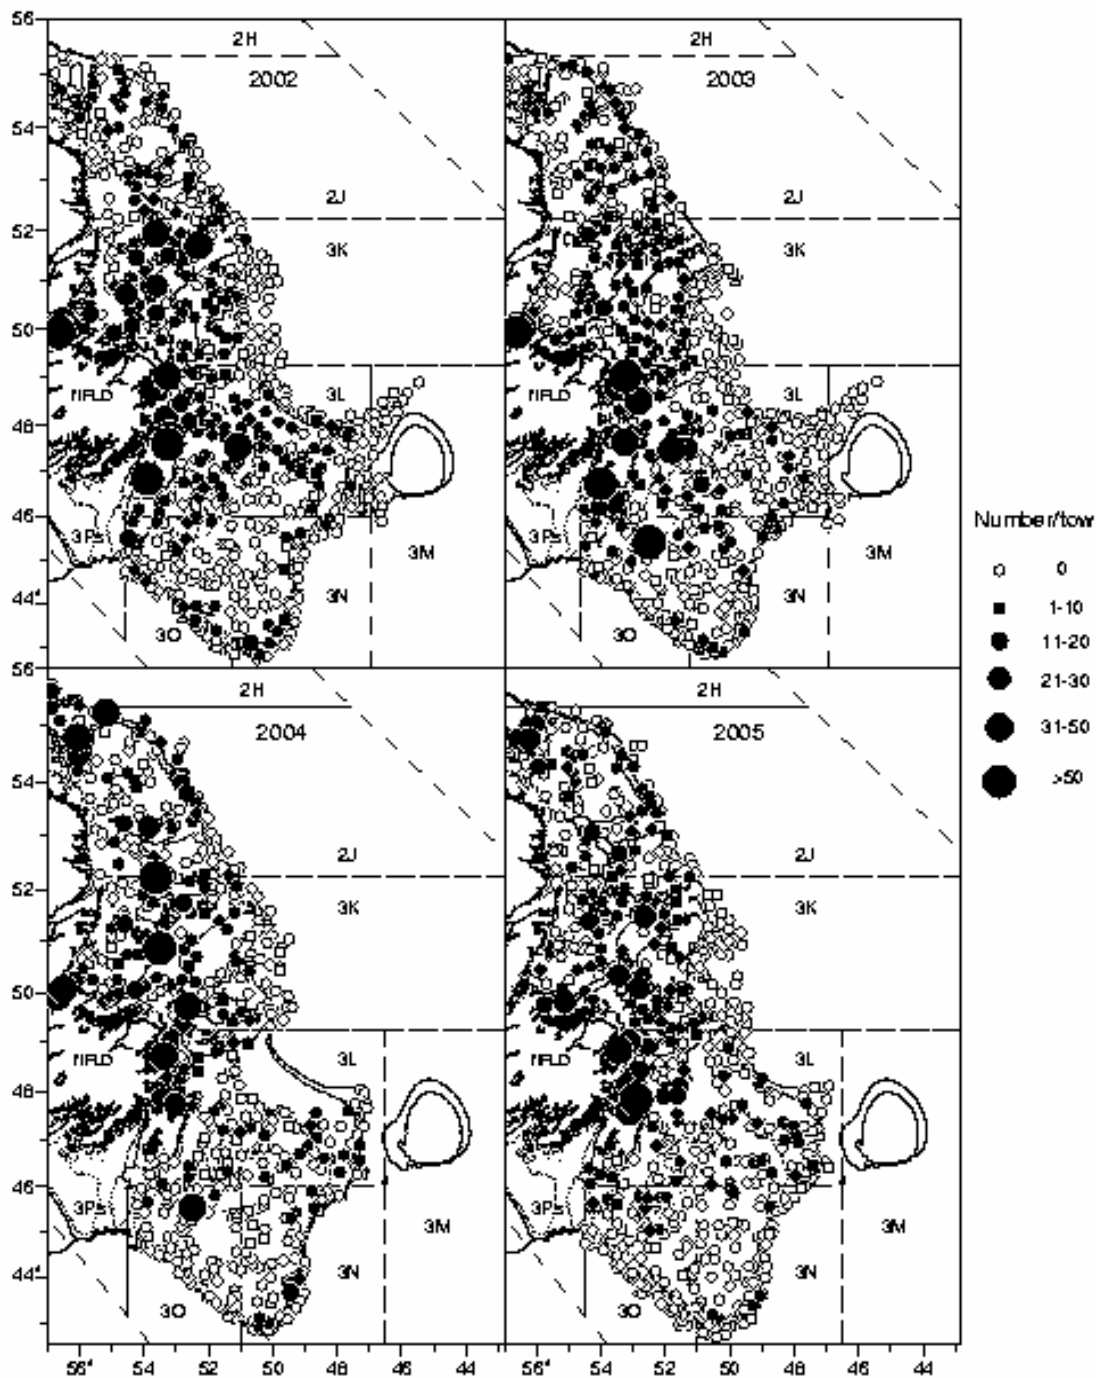 56
2H
2H
2002
2003
54
2J
2J
52
3K
3K
50
NFLD
3L
NFLD
3L
48
46
3Ps
3M
3Ps
3M
Number/tow
0
1-10
11-20
21-30
31-50
>50
44°
3N
3N
3O
3O
56
2H
2H
2004
2005
54
2J
2J
52
3K
3K
50
NFLD
3L
NFLD
3L
48
46
3Ps
3M
3Ps
3M
44°
3N
3N
3O
3O
56° 54 52 50 48 46 44 56° 54 52 50 48 46 44